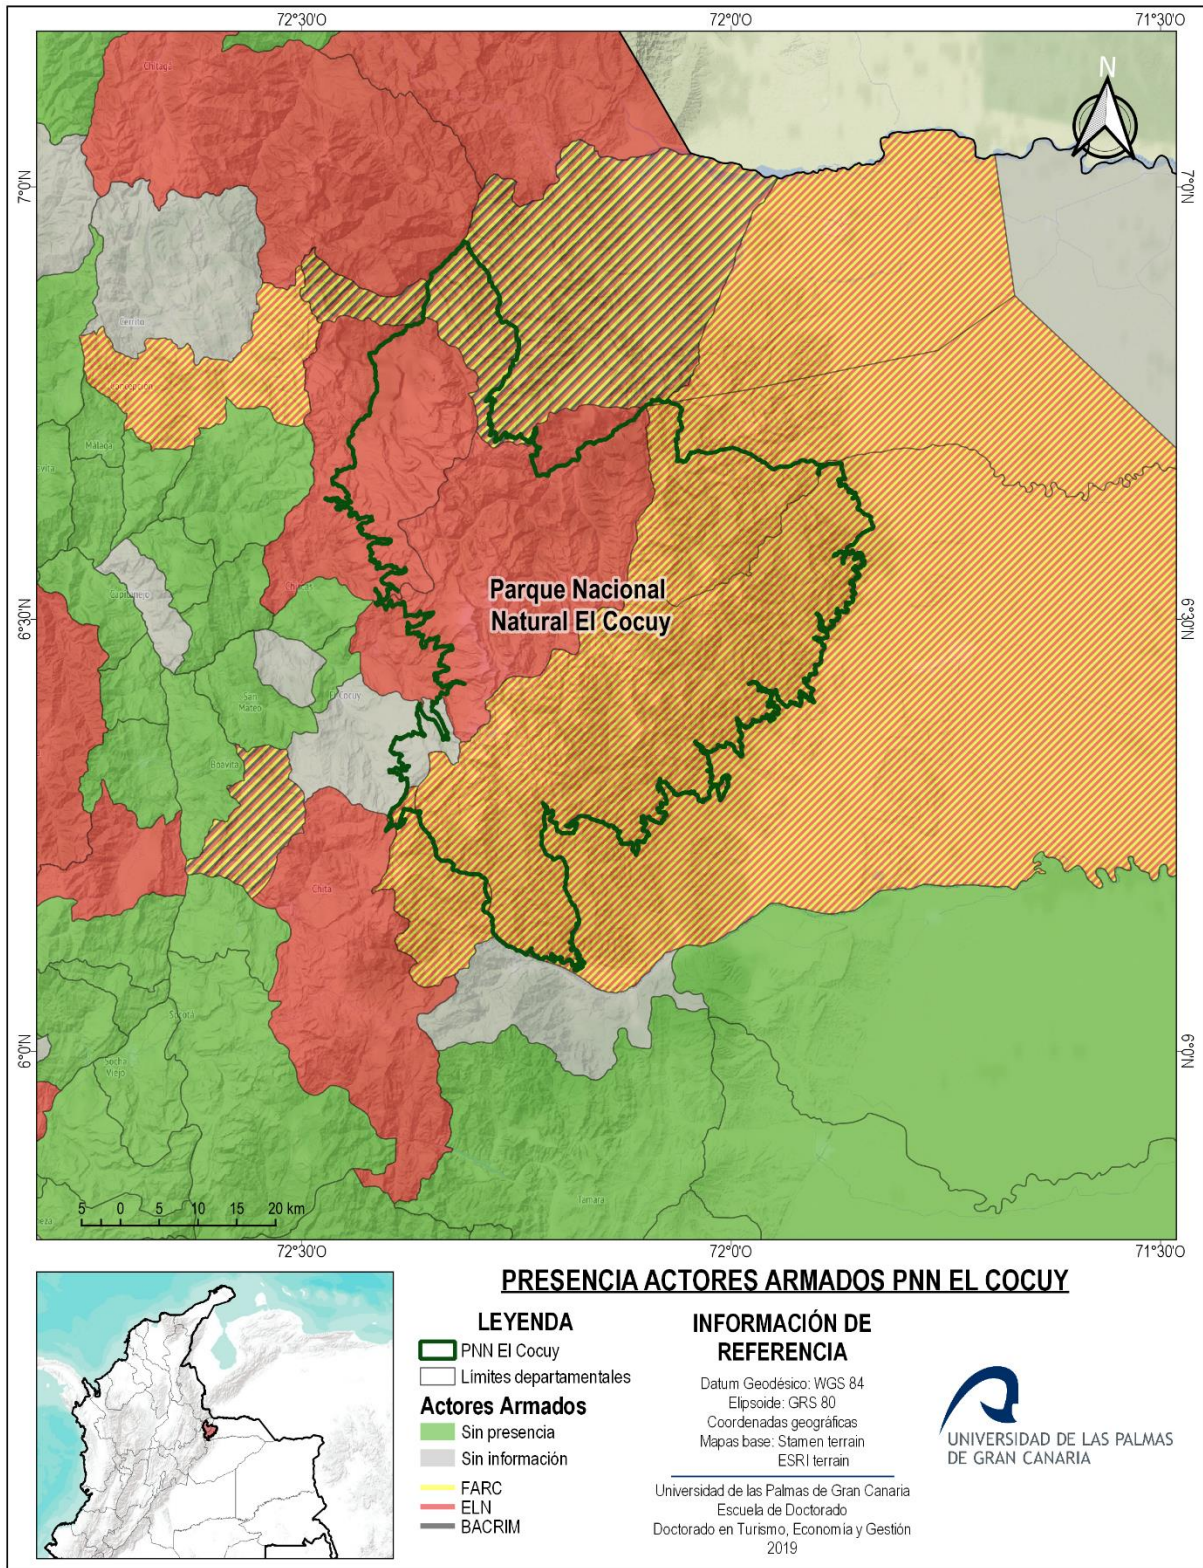 72°30'O
72°0'O
71°30'O
N
7°0'N
7°0'N
Chitagá
Cerrito
Concepción
Málaga
Capitanejo
Chiscas
6°30'N
6°30'N
Parque Nacional
Natural El Cocuy
San
Mateo
El Cocuy
Boavita
Chita
Socotá
Socha
Viejo
6°0'N
6°0'N
Tamara
5 0 5 10 15 20 km
72°30'O
72°0'O
71°30'O
PRESENCIA ACTORES ARMADOS PNN EL COCUY
LEYENDA
PNN El Cocuy
Limites departamentales
Actores Armados
Sin presencia
Sin información
FARC
ELN
BACRIM
INFORMACIÓN DE
REFERENCIA
Datum Geodésico: WGS 84
Elipsoide: GRS 80
Coordenadas geográficas
Mapas base: Stamen terrain
ESRI terrain
Universidad de las Palmas de Gran Canaria
Escuela de Doctorado
Doctorado en Turismo, Economía y Gestión
2019
UNIVERSIDAD DE LAS PALMAS
DE GRAN CANARIA